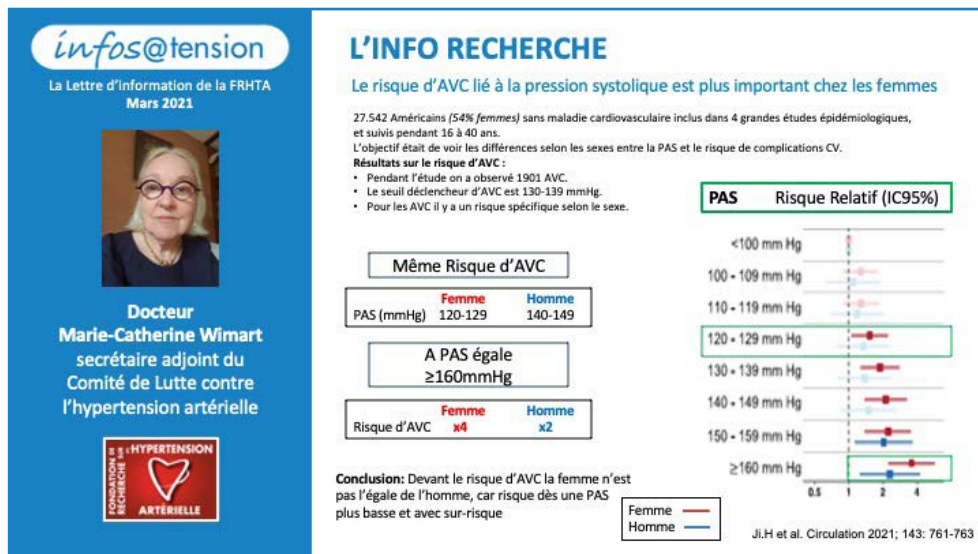 infos@tension
La Lettre d'information de la FRHTA
Mars 2021
Docteur
Marie-Catherine Wimart
secrétaire adjoint du
Comité de Lutte contre
l'hypertension artérielle
FONDATION DE
RECHERCHE SUR
L'HYPERTENSION
ARTÉRIELLE
L'INFO RECHERCHE
Le risque d'AVC lié à la pression systolique est plus important chez les femmes
27.542 Américains (54% femmes) sans maladie cardiovasculaire inclus dans 4 grandes études épidémiologiques,
et suivis pendant 16 à 40 ans.
L'objectif était de voir les différences selon les sexes entre la PAS et le risque de complications CV.
Résultats sur le risque d'AVC :
• Pendant l'étude on a observé 1901 AVC.
• Le seuil déclencheur d'AVC est 130-139 mmHg.
• Pour les AVC il y a un risque spécifique selon le sexe.
Même Risque d'AVC
Femme Homme
PAS (mmHg) 120-129 140-149
A PAS égale
≥160mmHg
Femme Homme
Risque d'AVC x4 x2
Conclusion: Devant le risque d'AVC la femme n'est
pas l'égale de l'homme, car risque dès une PAS
plus basse et avec sur-risque
PAS Risque Relatif (IC95%)
<100 mm Hg
100 - 109 mm Hg
110 - 119 mm Hg
120 - 129 mm Hg
130 - 139 mm Hg
140 - 149 mm Hg
150 - 159 mm Hg
≥160 mm Hg
0.5 1 2 4
Femme
Homme
Ji.H et al. Circulation 2021; 143: 761-763